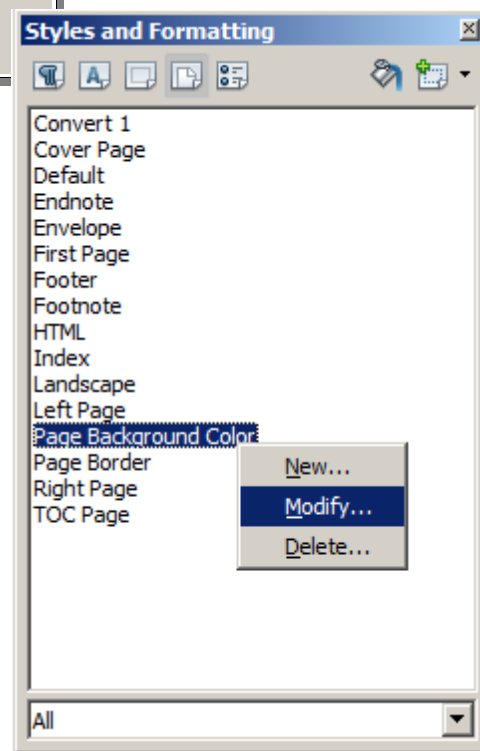 Styles and Formatting
Convert 1
Cover Page
Default
Endnote
Envelope
First Page
Footer
Footnote
HTML
Index
Landscape
Left Page
Page Background Color
Page Border
Right Page
TOC Page
New...
Modify...
Delete...
All